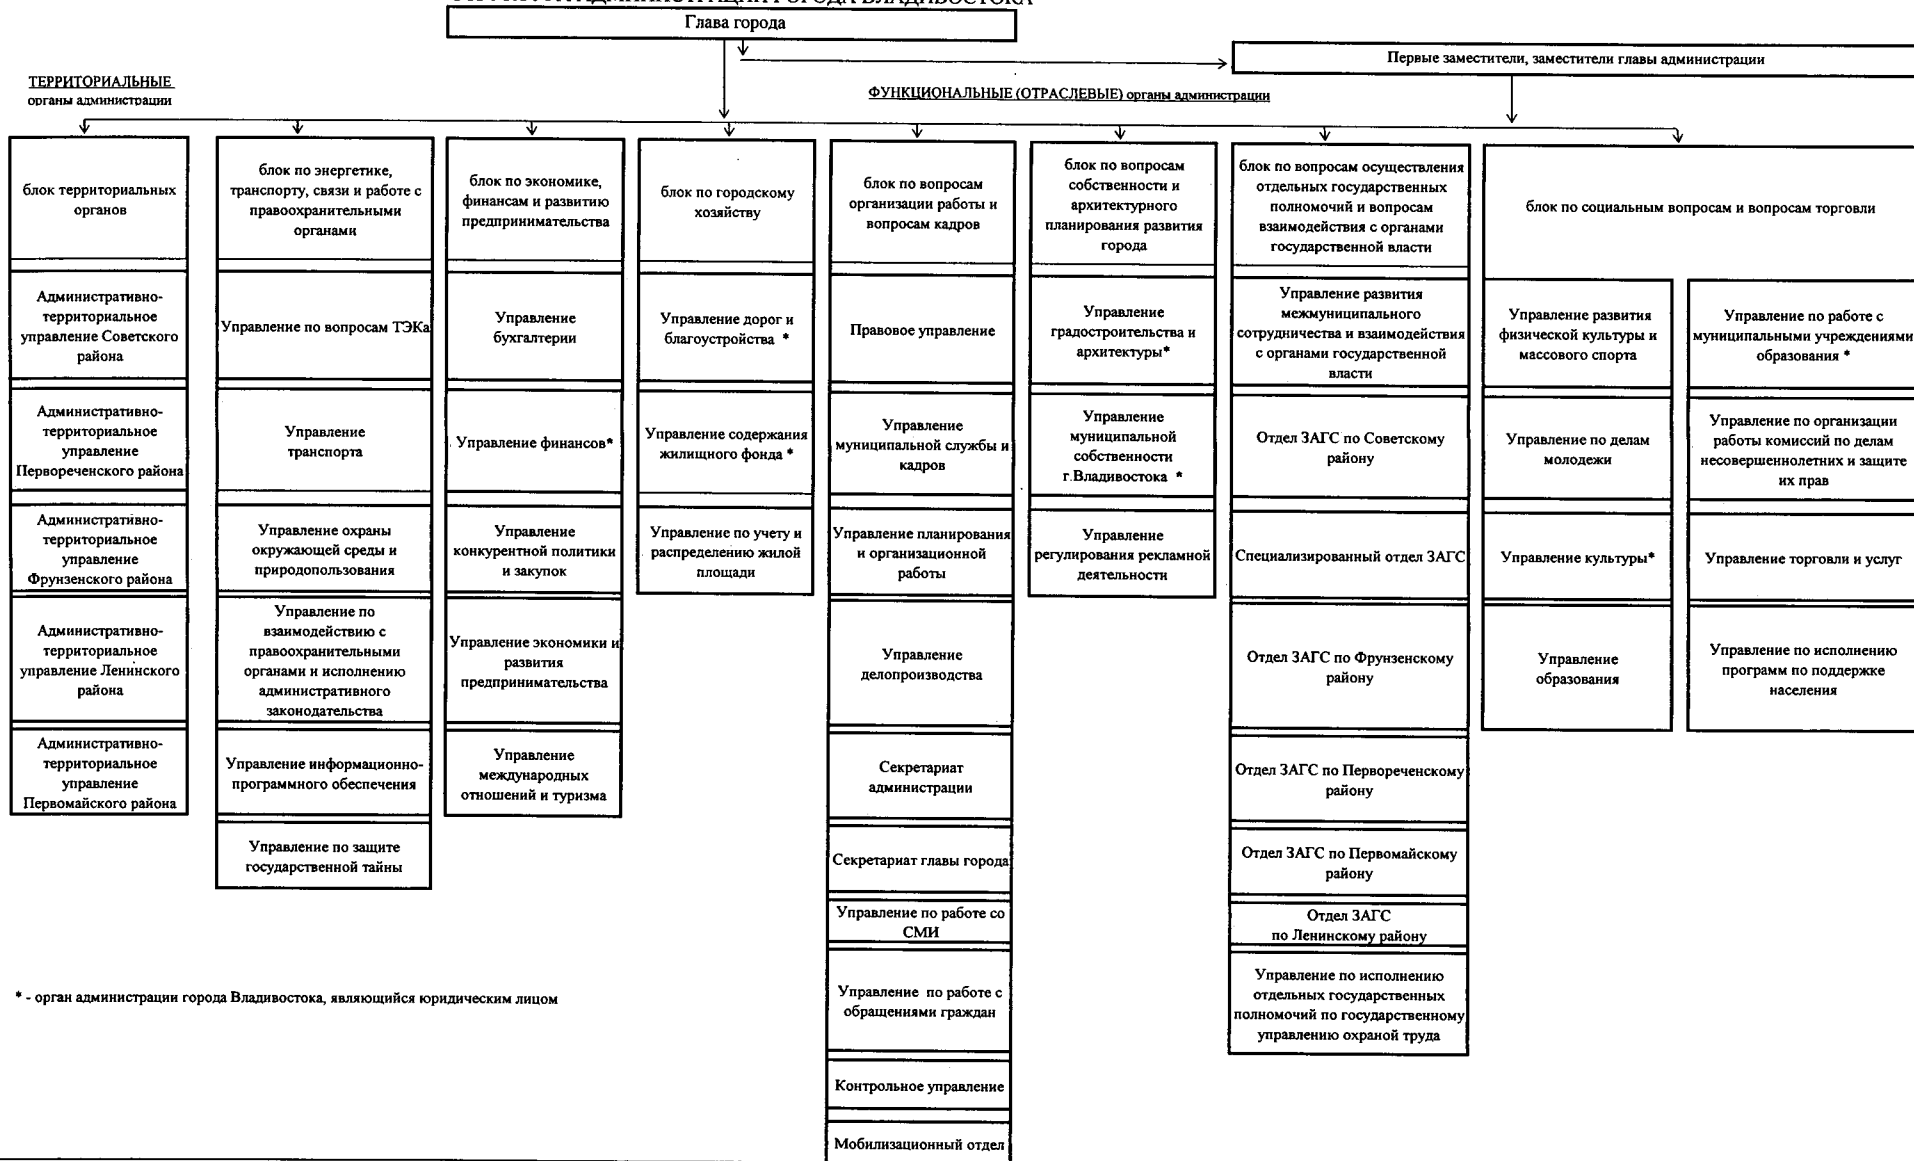 АДМИНИСТРАЦИИ ГОРОДА ВЛАДИВОСТОКА
Глава города
Первые заместители, заместители главы администрации
ТЕРРИТОРИАЛЬНЫЕ
органы администрации
ФУНКЦИОНАЛЬНЫЕ (ОТРАСЛЕВЫЕ) органы администрации
блок территориальных
органов
Административно-
территориальное
управление Советского
района
Административно-
территориальное
управление
Первореченского района
Административно-
территориальное
управление
Фрунзенского района
Административно-
территориальное
управление Ленинского
района
Административно-
территориальное
управление
Первомайского района
блок по энергетике,
транспорту, связи и работе с
правоохранительными
органами
Управление по вопросам ТЭКа
Управление
транспорта
Управление охраны
окружающей среды и
природопользования
Управление по
взаимодействию с
правоохранительными
органами и исполнению
административного
законодательства
Управление информационно-
программного обеспечения
Управление по защите
государственной тайны
блок по экономике,
финансам и развитию
предпринимательства
Управление
бухгалтерии
Управление финансов*
Управление
конкурентной политики
и закупок
Управление экономики и
развития
предпринимательства
Управление
международных
отношений и туризма
блок по городскому
хозяйству
Управление дорог и
благоустройства *
Управление содержания
жилищного фонда *
Управление по учету и
распределению жилой
площади
блок по вопросам
организации работы и
вопросам кадров
Правовое управление
Управление
муниципальной службы и
кадров
Управление планирования
и организационной
работы
Управление
делопроизводства
Секретариат
администрации
Секретариат главы города
Управление по работе со
СМИ
Управление по работе с
обращениями граждан
Контрольное управление
Мобилизационный отдел
блок по вопросам
собственности и
архитектурного
планирования развития
города
Управление
градостроительства и
архитектуры*
Управление
муниципальной
собственности
г.Владивостока *
Управление
регулирования рекламной
деятельности
блок по вопросам осуществления
отдельных государственных
полномочий и вопросам
взаимодействия с органами
государственной власти
Управление развития
межмуниципального
сотрудничества и взаимодействия
с органами государственной
власти
Отдел ЗАГС по Советскому
району
Специализированный отдел ЗАГС
Отдел ЗАГС по Фрунзенскому
району
Отдел ЗАГС по Первореченскому
району
Отдел ЗАГС по Первомайскому
району
Отдел ЗАГС
по Ленинскому району
Управление по исполнению
отдельных государственных
полномочий по государственному
управлению охраной труда
блок по социальным вопросам и вопросам торговли
Управление развития
физической культуры и
массового спорта
Управление по делам
молодежи
Управление культуры*
Управление
образования
Управление по работе с
муниципальными учреждениями
образования *
Управление по организации
работы комиссий по делам
несовершеннолетних и защите
их прав
Управление торговли и услуг
Управление по исполнению
программ по поддержке
населения
* - орган администрации города Владивостока, являющийся юридическим лицом